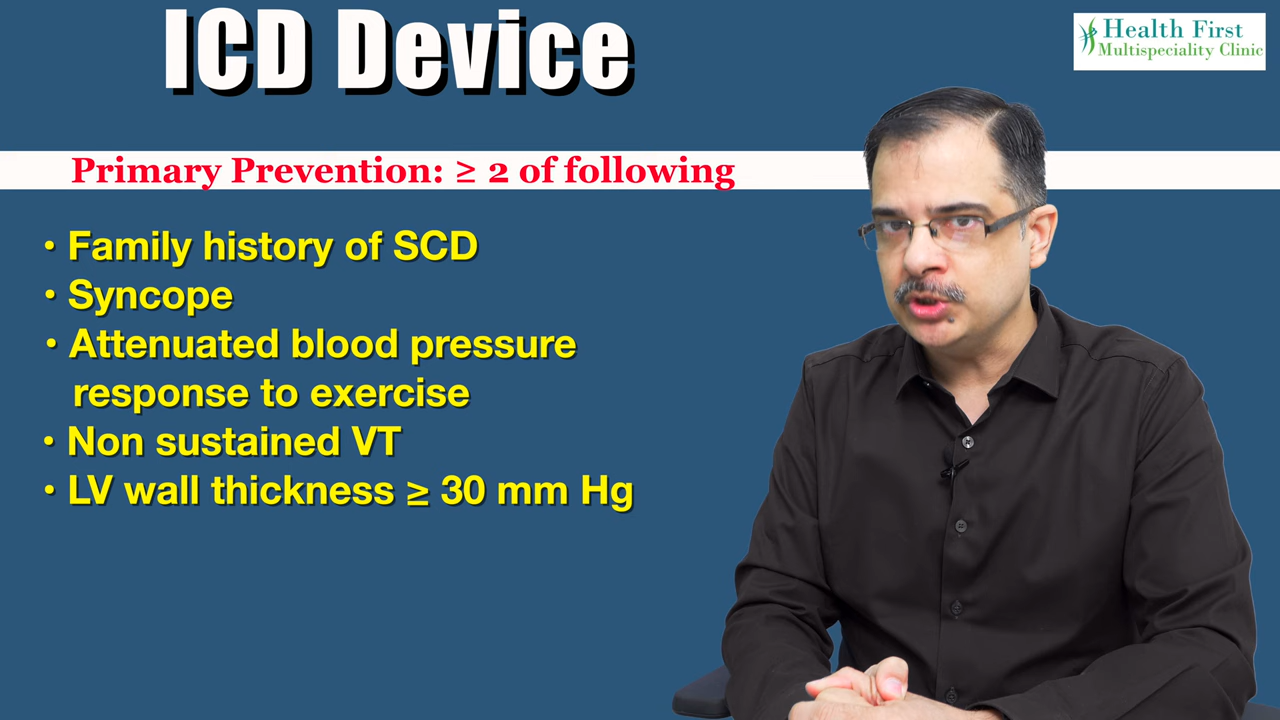 ICD Device
Health First
Multispeciality Clinic
Primary Prevention: ≥ 2 of following
• Family history of SCD
• Syncope
• Attenuated blood pressure
response to exercise
• Non sustained VT
• LV wall thickness ≥ 30 mm Hg